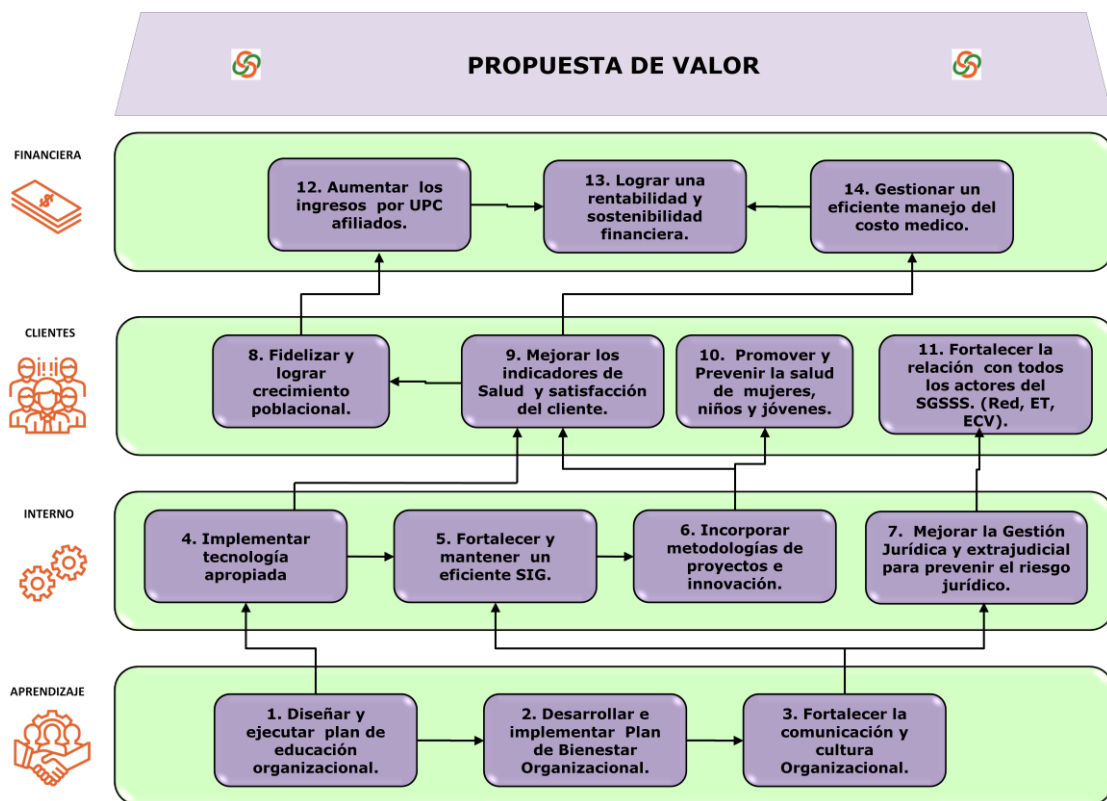 PROPUESTA DE VALOR
FINANCIERA
12. Aumentar los
ingresos por UPC
afiliados.
13. Lograr una
rentabilidad y
sostenibilidad
financiera.
14. Gestionar un
eficiente manejo del
costo medico.
CLIENTES
8. Fidelizar y
lograr
crecimiento
poblacional.
9. Mejorar los
indicadores de
Salud y satisfacción
del cliente.
10. Promover y
Prevenir la salud
de mujeres,
niños y jóvenes.
11. Fortalecer la
relación con todos
los actores del
SGSSS. (Red, ET,
ECV).
INTERNO
4. Implementar
tecnología
apropiada
5. Fortalecer y
mantener un
eficiente SIG.
6. Incorporar
metodologías de
proyectos e
innovación.
7. Mejorar la Gestión
Jurídica y extrajudicial
para prevenir el riesgo
jurídico.
APRENDIZAJE
1. Diseñar y
ejecutar plan de
educación
organizacional.
2. Desarrollar e
implementar Plan
de Bienestar
Organizacional.
3. Fortalecer la
comunicación y
cultura
Organizacional.